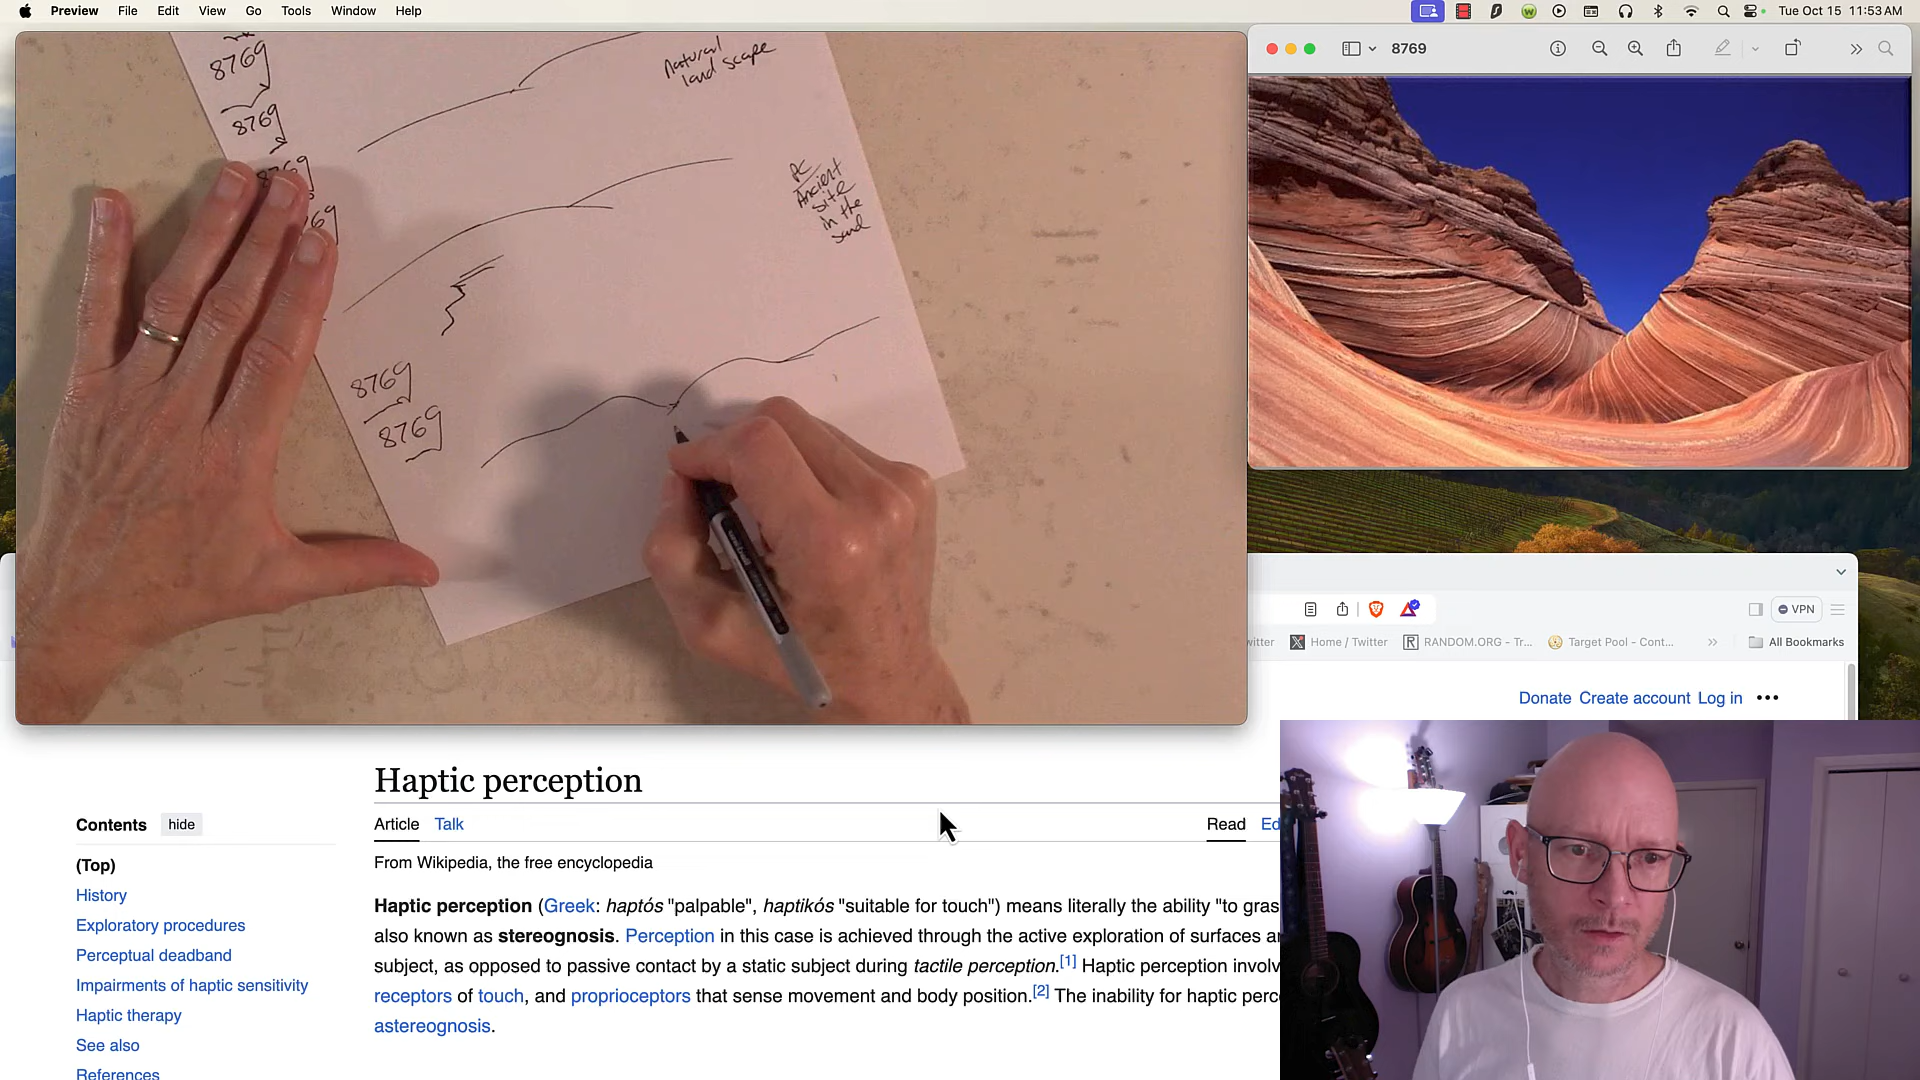 Preview File Edit View Go Tools Window Help
Tue Oct 15 11:53 AM
8769
8769
8769
Natural
land scape
PC
Ancient
site
in the
sand
8769
8769
8769
VPN
Home / Twitter
RANDOM.ORG - Tr...
Target Pool - Cont...
All Bookmarks
Donate Create account Log in
Haptic perception
Contents hide
Article Talk
Read
(Top)
From Wikipedia, the free encyclopedia
History
Haptic perception (Greek: haptós "palpable", haptikós "suitable for touch") means literally the ability "to
Exploratory procedures
also known as stereognosis. Perception in this case is achieved through the active exploration of surfaces
Perceptual deadband
subject, as opposed to passive contact by a static subject during tactile perception.[1] Haptic perception
Impairments of haptic sensitivity
receptors of touch, and proprioceptors that sense movement and body position.[2] The inability for haptic
Haptic therapy
astereognosis.
See also
References